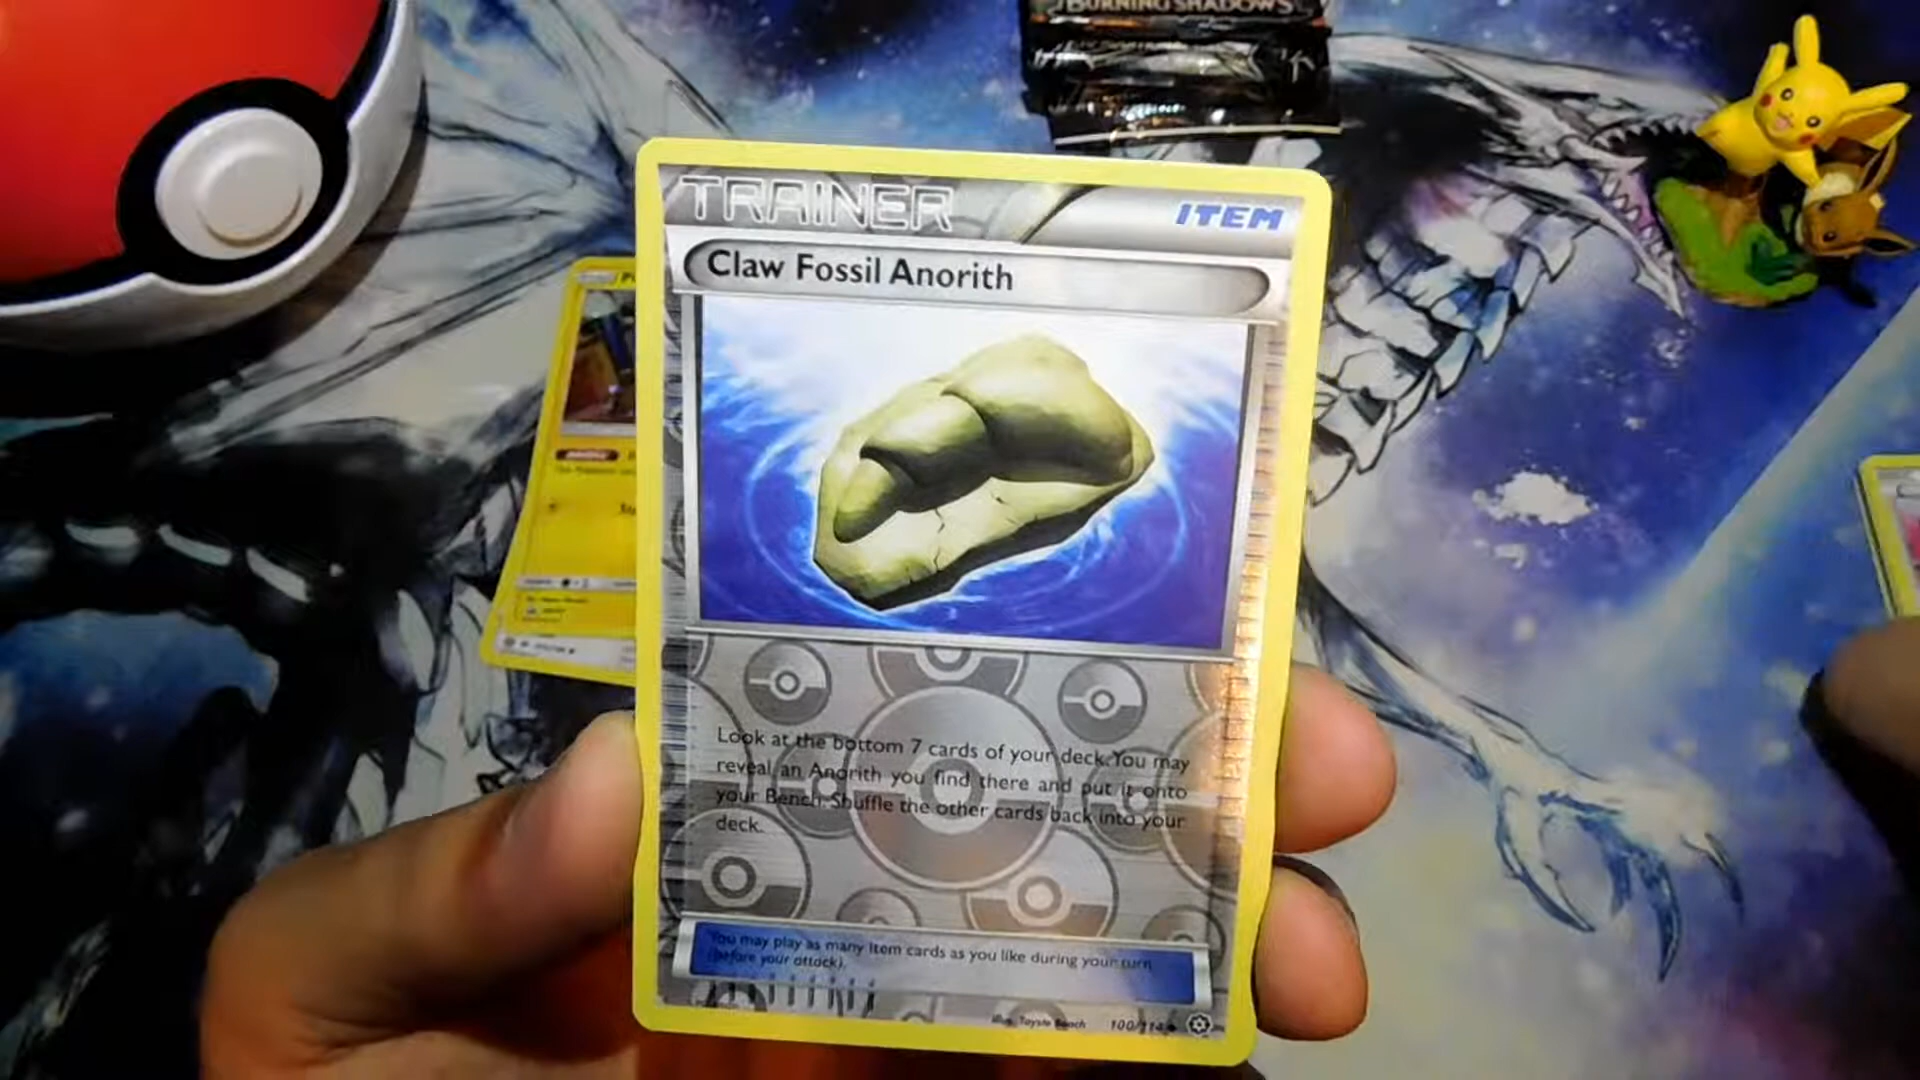 BURNING SHADOWS
TRAINER
ITEM
Claw Fossil Anorith
Look at the bottom 7 cards of your deck. You may
reveal an Anorith you find there and put it onto
your Bench. Shuffle the other cards back into your
deck.
You may play as many Item cards as you like during your turn
(before your attack).
illus. Toyste Beach 100/114